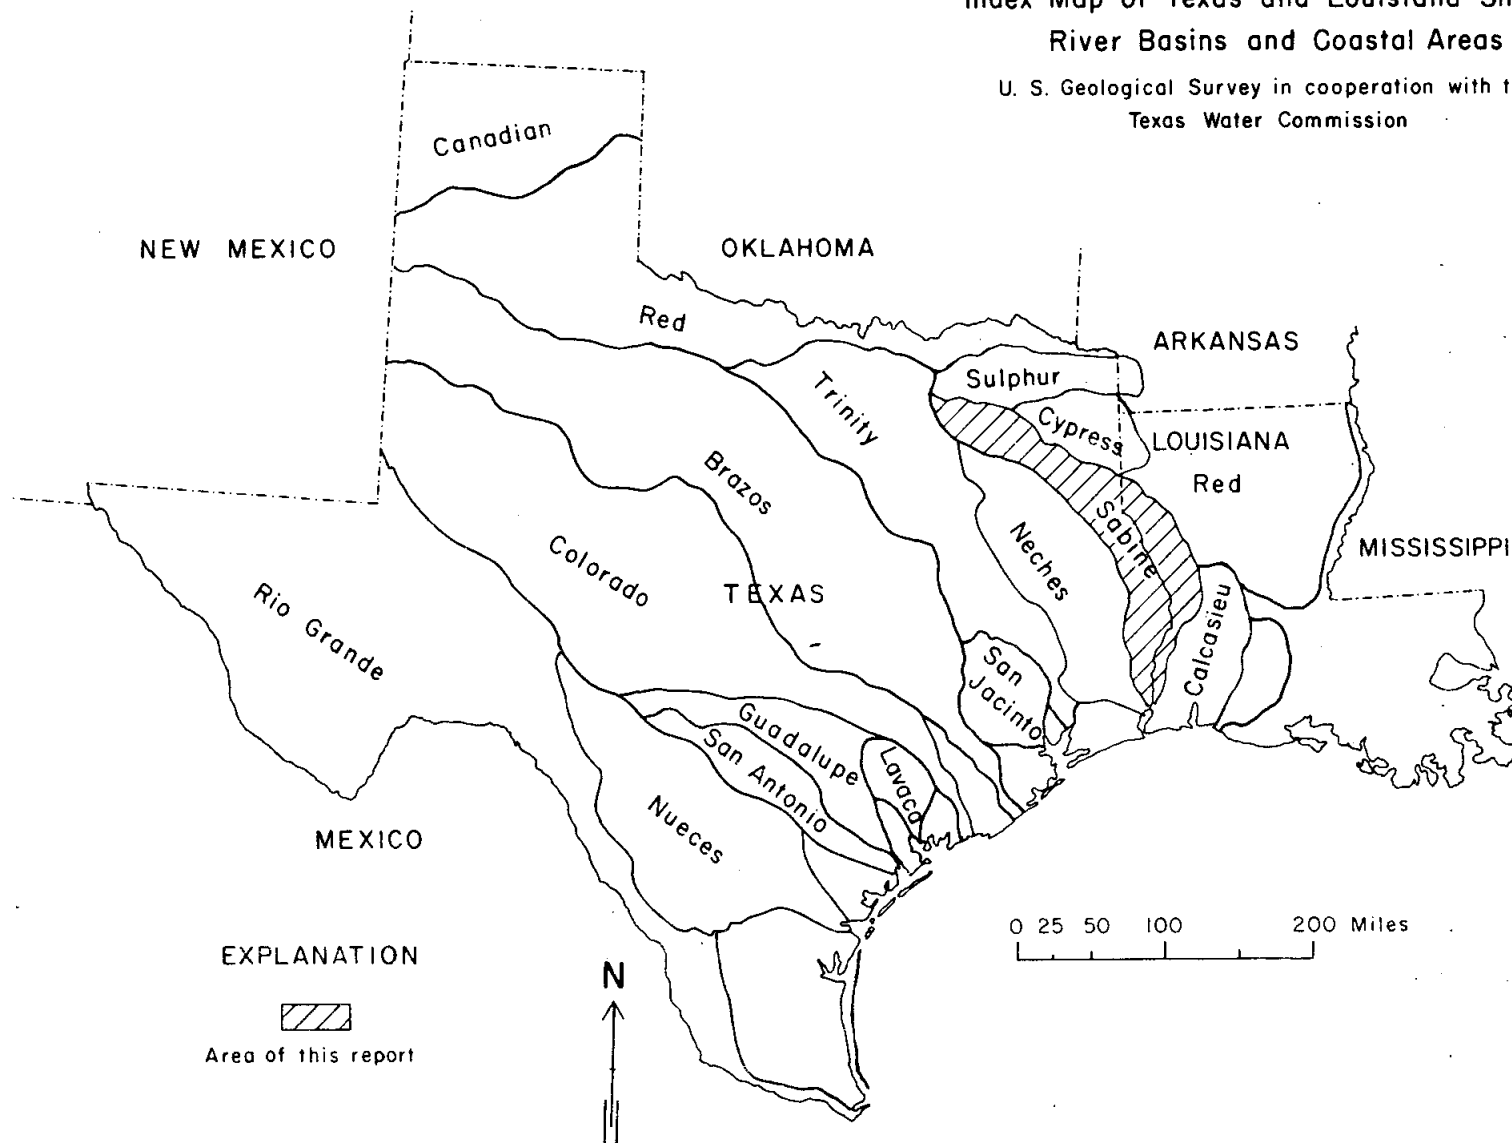 Index Map of Texas and Louisiana
River Basins and Coastal Areas
U. S. Geological Survey in cooperation with
Texas Water Commission
Canadian
NEW MEXICO
OKLAHOMA
Red
ARKANSAS
Sulphur
Trinity
Cypress
LOUISIANA
Red
Brazos
Sabine
Neches
MISSISSIPPI
Colorado
TEXAS
Rio Grande
Calcasieu
San
Jacinto
Guadalupe
San Antonio
Lavaca
Nueces
MEXICO
0 25 50 100 200 Miles
EXPLANATION
N
Area of this report